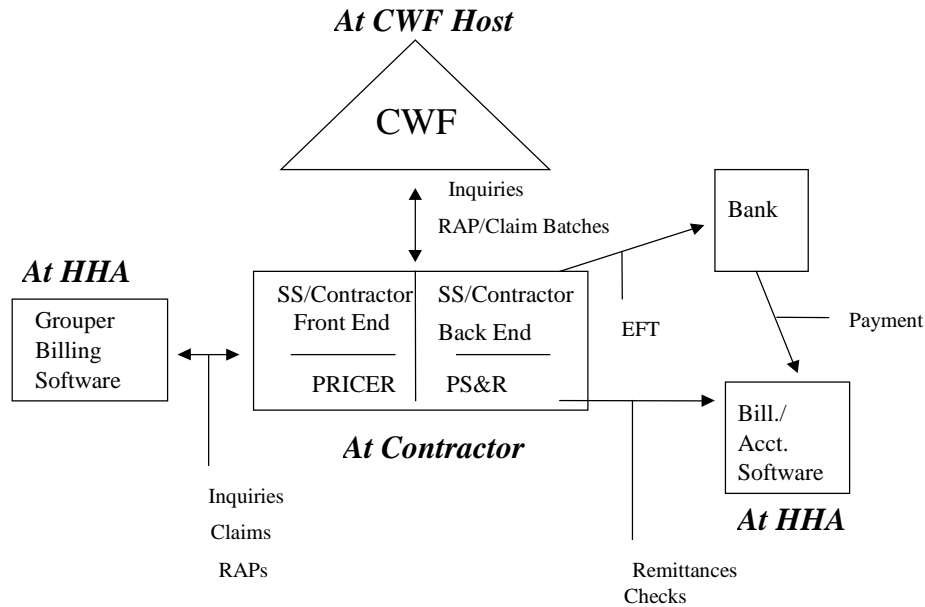 At CWF Host
CWF
Inquiries
RAP/Claim Batches
Bank
At HHA
Grouper
Billing
Software
SS/Contractor
Front End
PRICER
SS/Contractor
Back End
PS&R
EFT
Payment
Bill./
Acct.
Software
At HHA
At Contractor
Inquiries
Claims
RAPs
Remittances
Checks